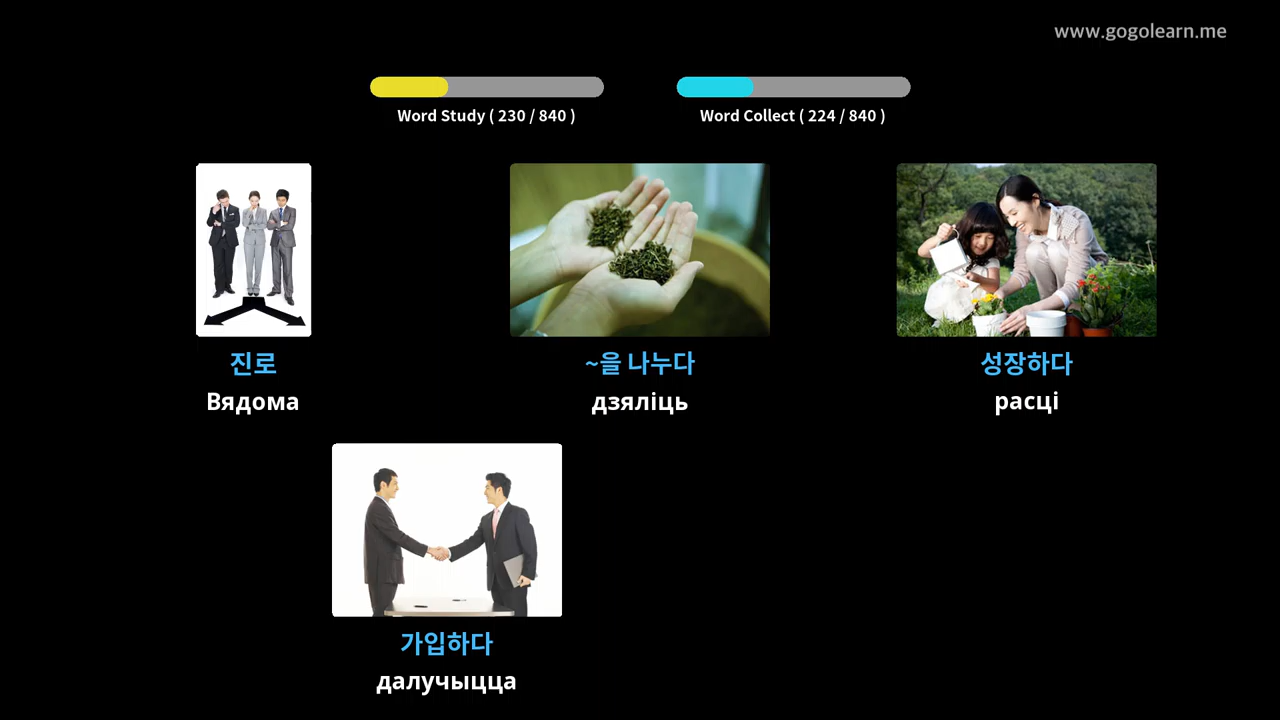 www.gogolearn.me
Word Study ( 230 / 840 )
Word Collect ( 224 / 840 )
진로
Вядома
~을 나누다
дзяліць
성장하다
расці
가입하다
далучыцца